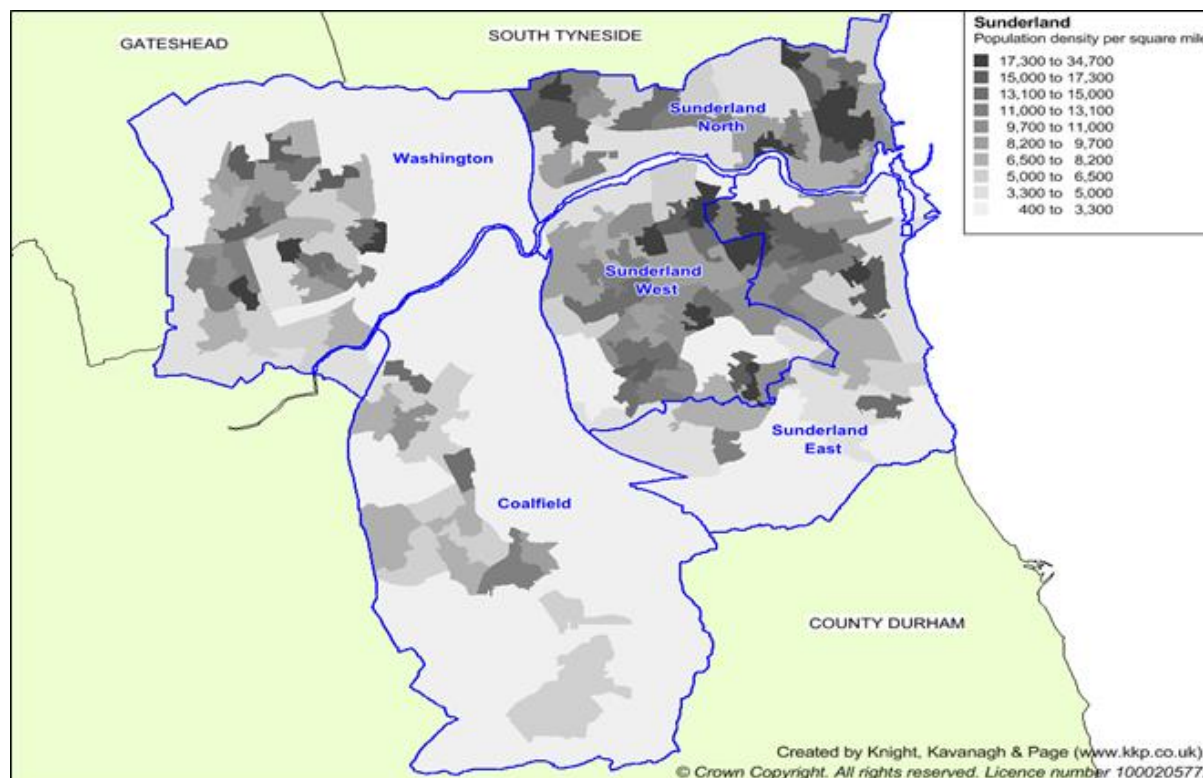 GATESHEAD
SOUTH TYNESIDE
Sunderland
Population density per square mile
17,300 to 34,700
15,000 to 17,300
13,100 to 15,000
11,000 to 13,100
9,700 to 11,000
8,200 to 9,700
6,500 to 8,200
5,000 to 6,500
3,300 to 5,000
400 to 3,300
Sunderland
North
Washington
Sunderland
West
Sunderland
East
Coalfield
COUNTY DURHAM
Created by Knight, Kavanagh & Page (www.kkp.co.uk)
© Crown Copyright. All rights reserved. Licence number 100020577